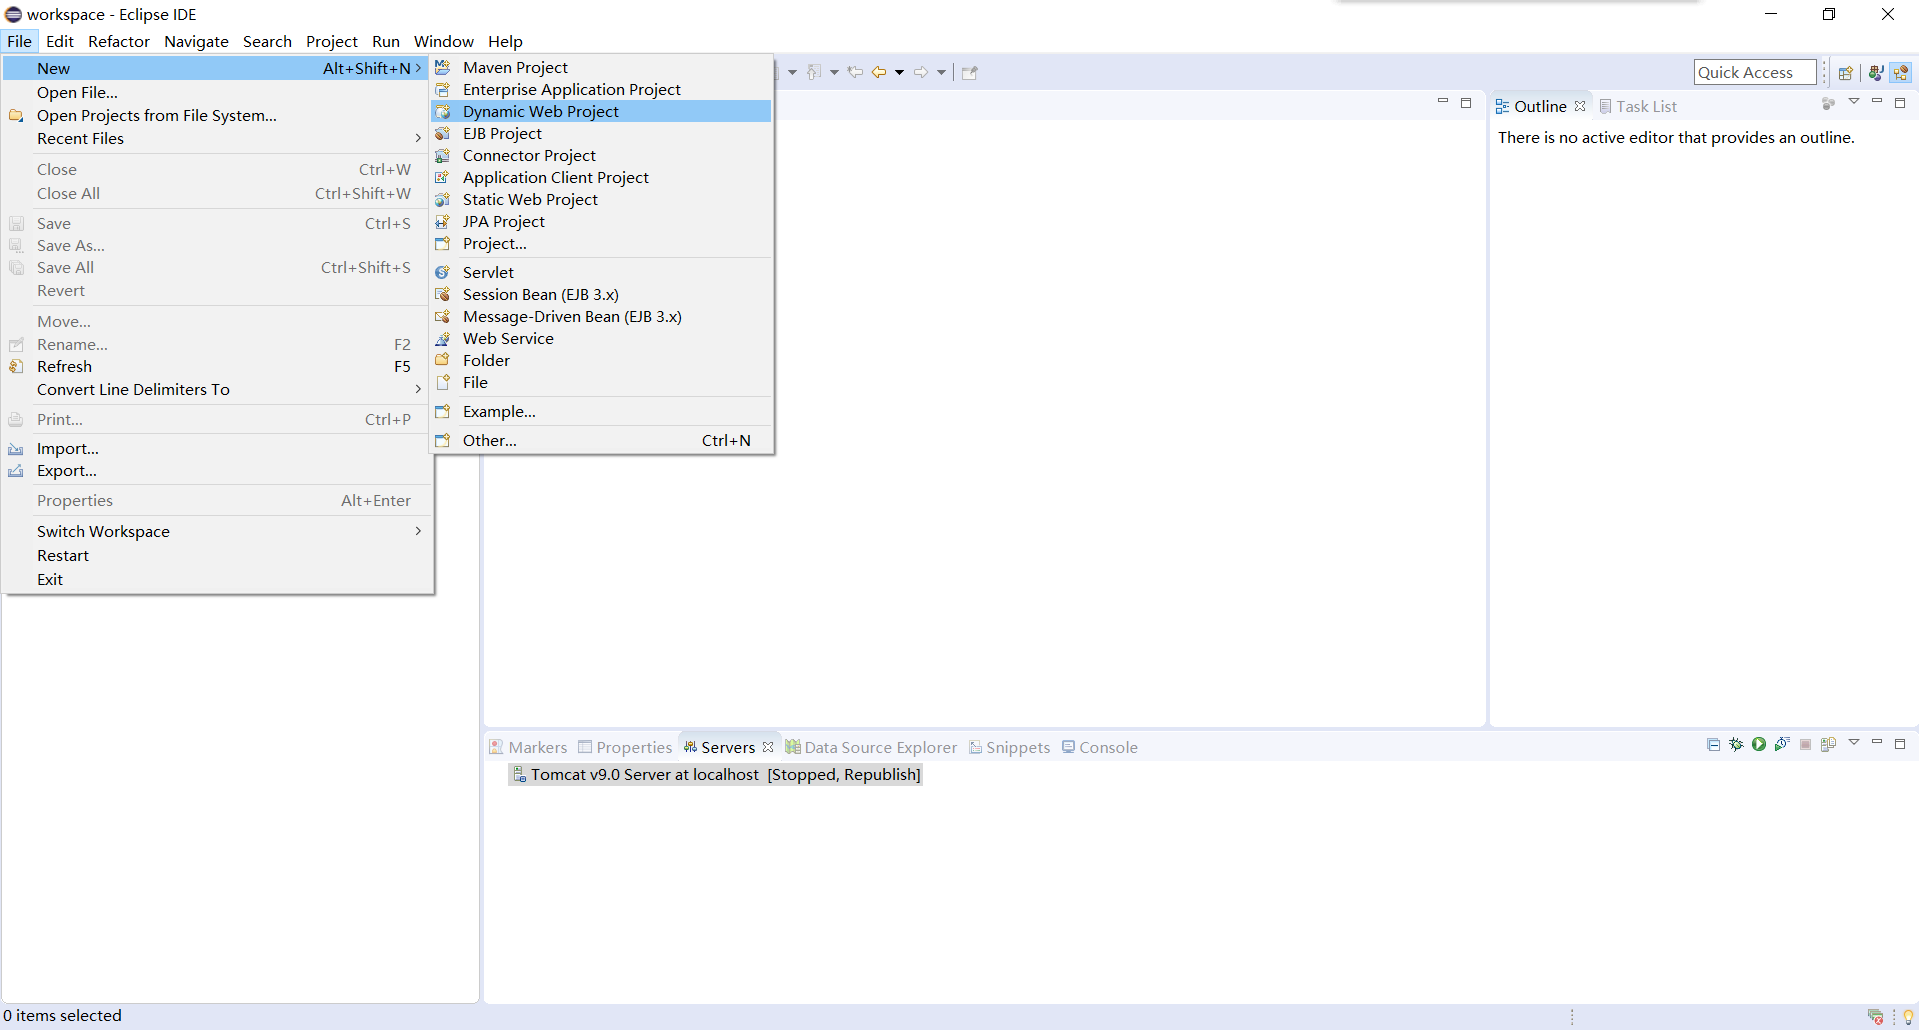 workspace - Eclipse IDE
File Edit Refactor Navigate Search Project Run Window Help
New Alt+Shift+N
Open File...
Open Projects from File System...
Recent Files
Close Ctrl+W
Close All Ctrl+Shift+W
Save Ctrl+S
Save As...
Save All Ctrl+Shift+S
Revert
Move...
Rename... F2
Refresh F5
Convert Line Delimiters To
Print... Ctrl+P
Import...
Export...
Properties Alt+Enter
Switch Workspace
Restart
Exit
Maven Project
Enterprise Application Project
Dynamic Web Project
EJB Project
Connector Project
Application Client Project
Static Web Project
JPA Project
Project...
Servlet
Session Bean (EJB 3.x)
Message-Driven Bean (EJB 3.x)
Web Service
Folder
File
Example...
Other... Ctrl+N
Quick Access
Outline Task List
There is no active editor that provides an outline.
Markers Properties Servers Data Source Explorer Snippets Console
Tomcat v9.0 Server at localhost [Stopped, Republish]
0 items selected